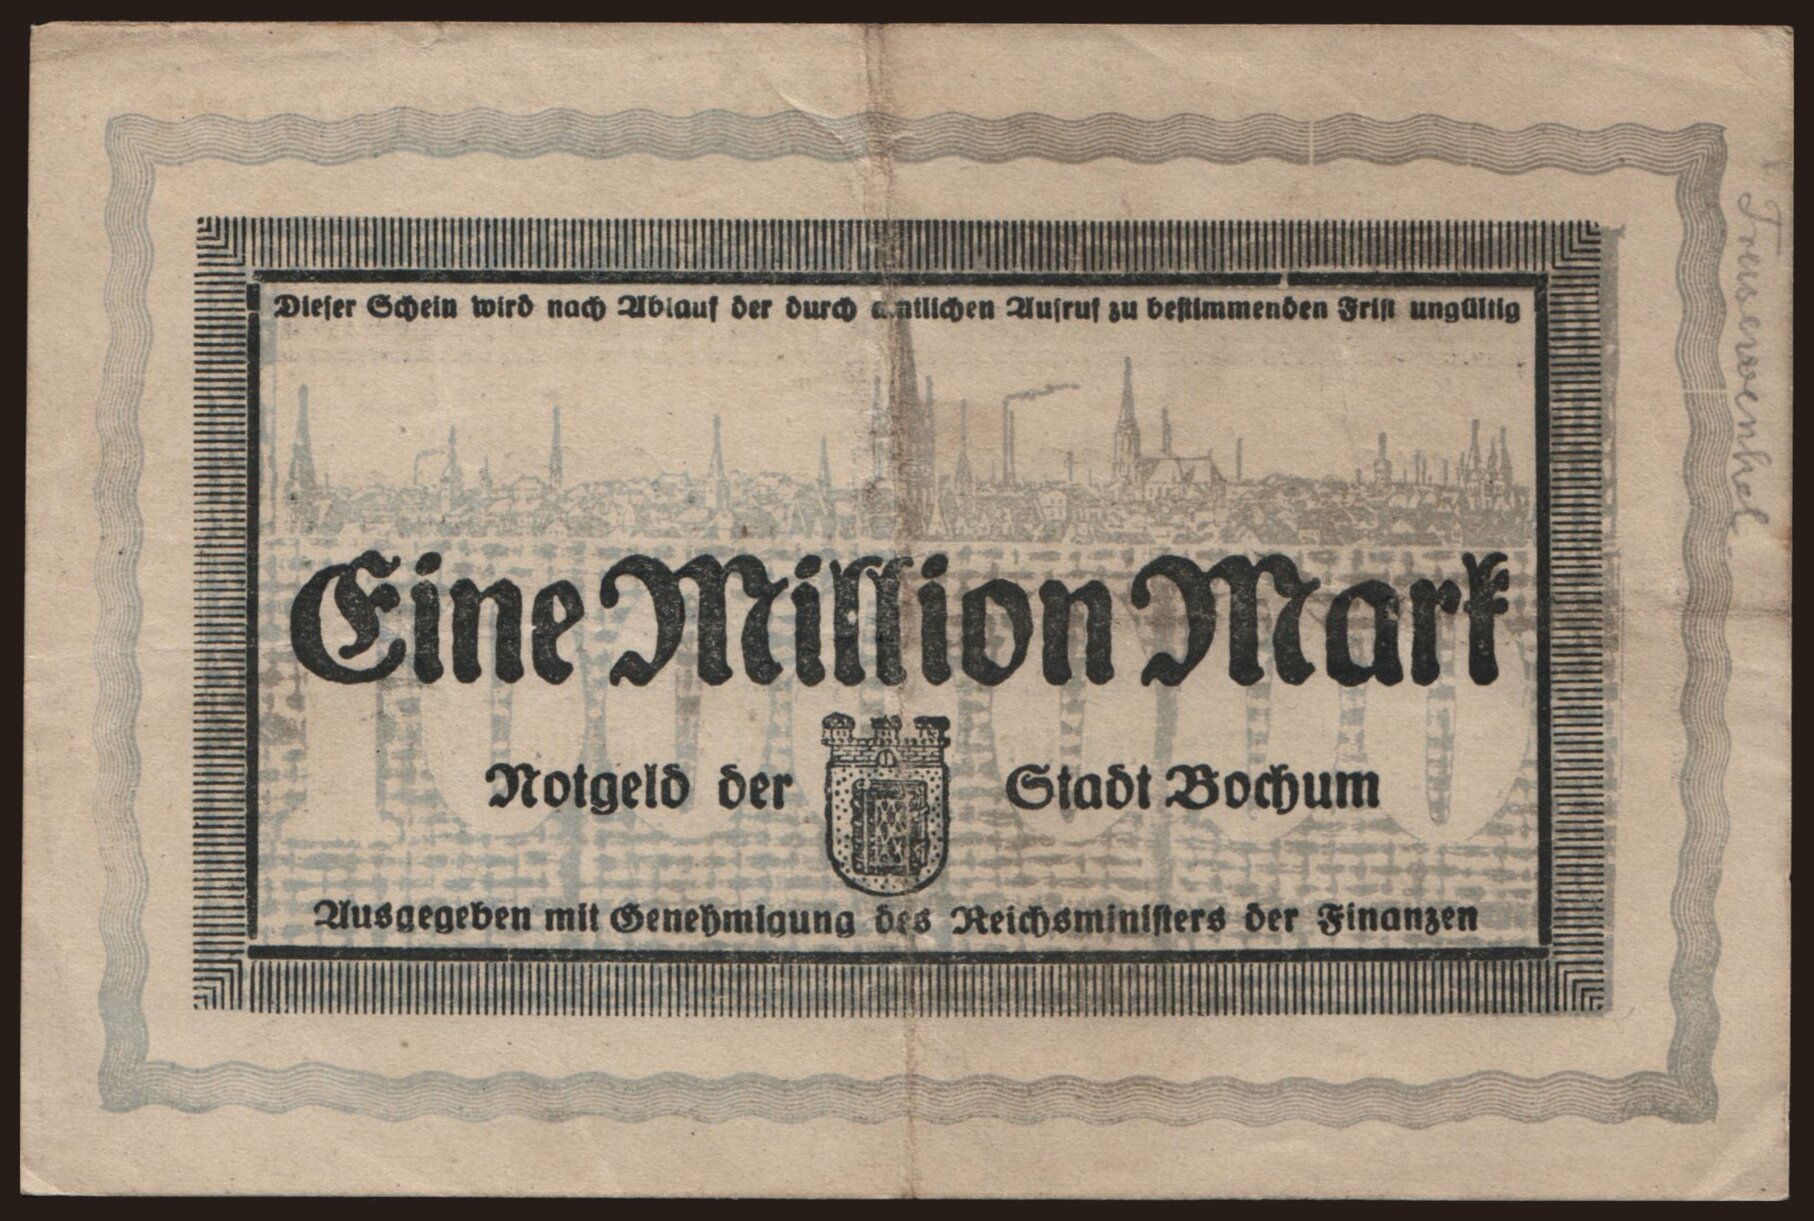 Dieser Schein wird nach Ablauf der durch amtlichen Aufruf zu bestimmenden Frist ungültig
Eine Million Mark
1000000
Notgeld der Stadt Bochum
Ausgegeben mit Genehmigung des Reichsministers der Finanzen